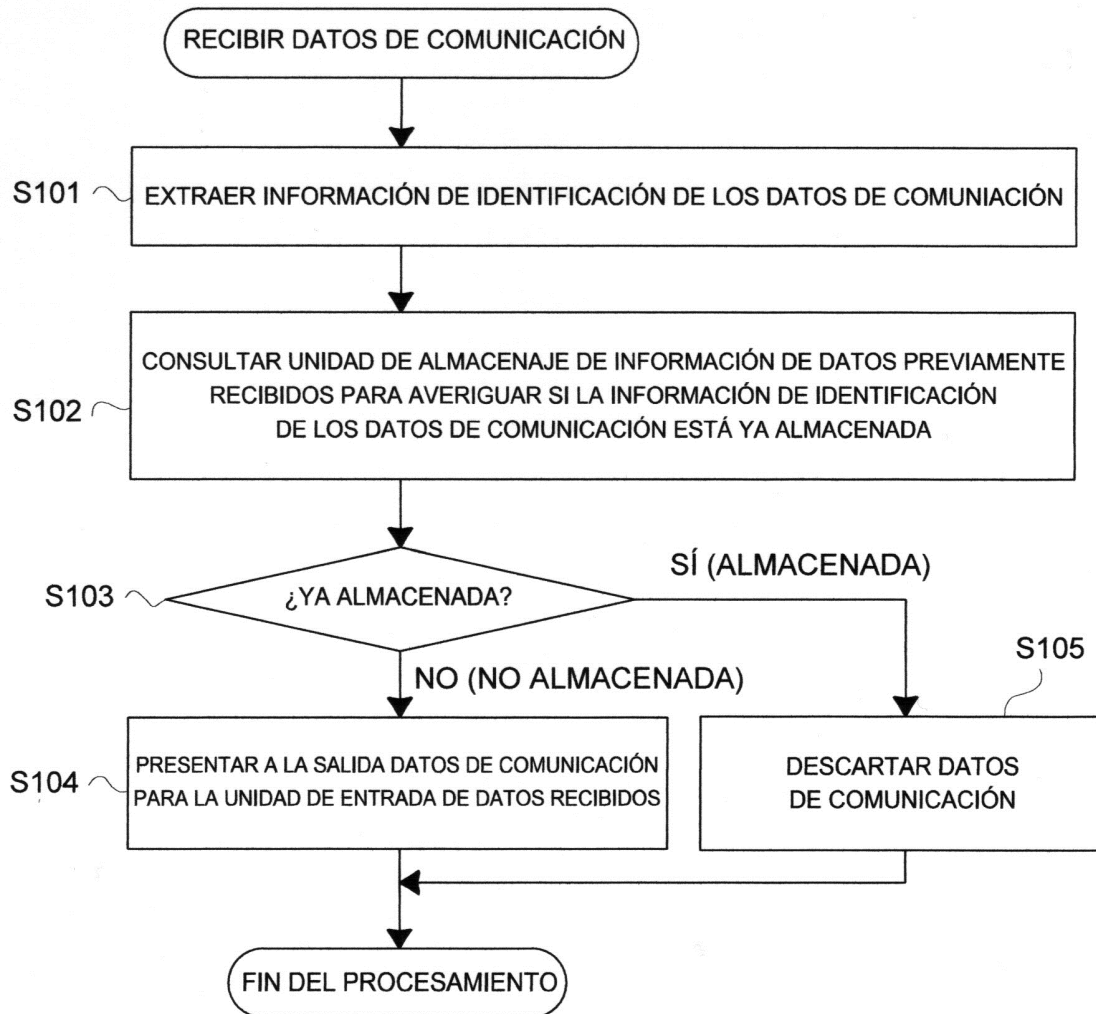 RECIBIR DATOS DE COMUNICACIÓN
S101
EXTRAER INFORMACIÓN DE IDENTIFICACIÓN DE LOS DATOS DE COMUNIACIÓN
S102
CONSULTAR UNIDAD DE ALMACENAJE DE INFORMACIÓN DE DATOS PREVIAMENTE
RECIBIDOS PARA AVERIGUAR SI LA INFORMACIÓN DE IDENTIFICACIÓN
DE LOS DATOS DE COMUNICACIÓN ESTÁ YA ALMACENADA
S103
¿YA ALMACENADA?
SÍ (ALMACENADA)
NO (NO ALMACENADA)
S104
PRESENTAR A LA SALIDA DATOS DE COMUNICACIÓN
PARA LA UNIDAD DE ENTRADA DE DATOS RECIBIDOS
S105
DESCARTAR DATOS
DE COMUNICACIÓN
FIN DEL PROCESAMIENTO